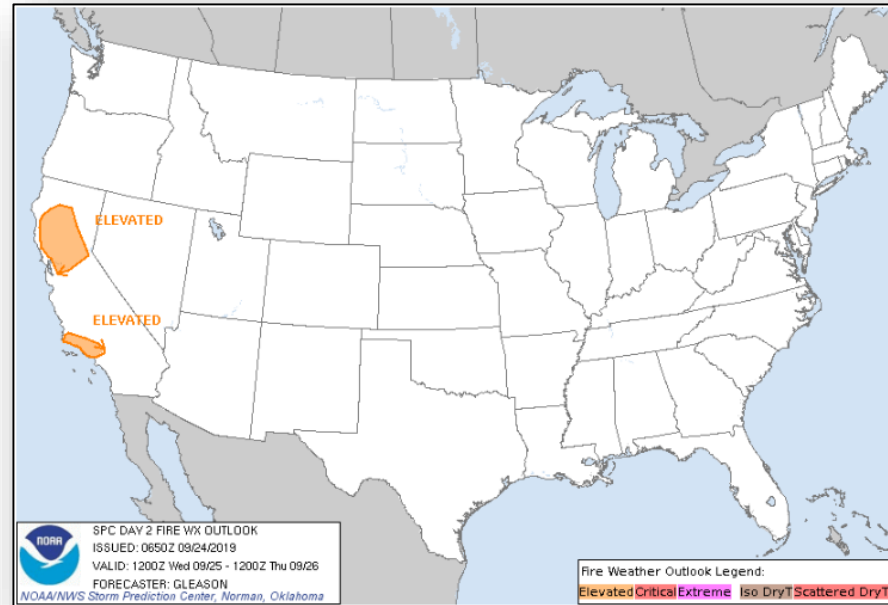 ELEVATED
ELEVATED
NOAA
SPC DAY 2 FIRE WX OUTLOOK
ISSUED: 0650Z 09/24/2019
VALID: 1200Z Wed 09/25 - 1200Z Thu 09/26
FORECASTER: GLEASON
NOAA/NWS Storm Prediction Center, Norman, Oklahoma
Fire Weather Outlook Legend:
Elevated Critical Extreme Iso DryT Scattered DryT